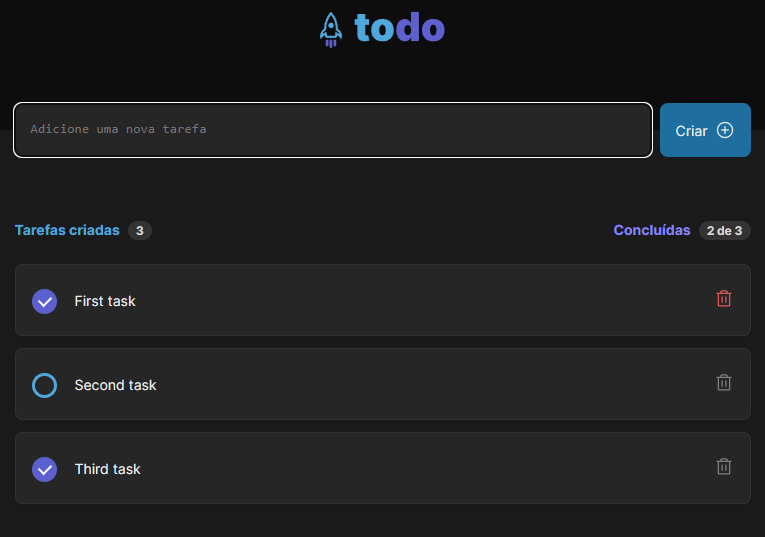 todo
Adicione uma nova tarefa
Criar
Tarefas criadas 3
Concluídas 2 de 3
First task
Second task
Third task